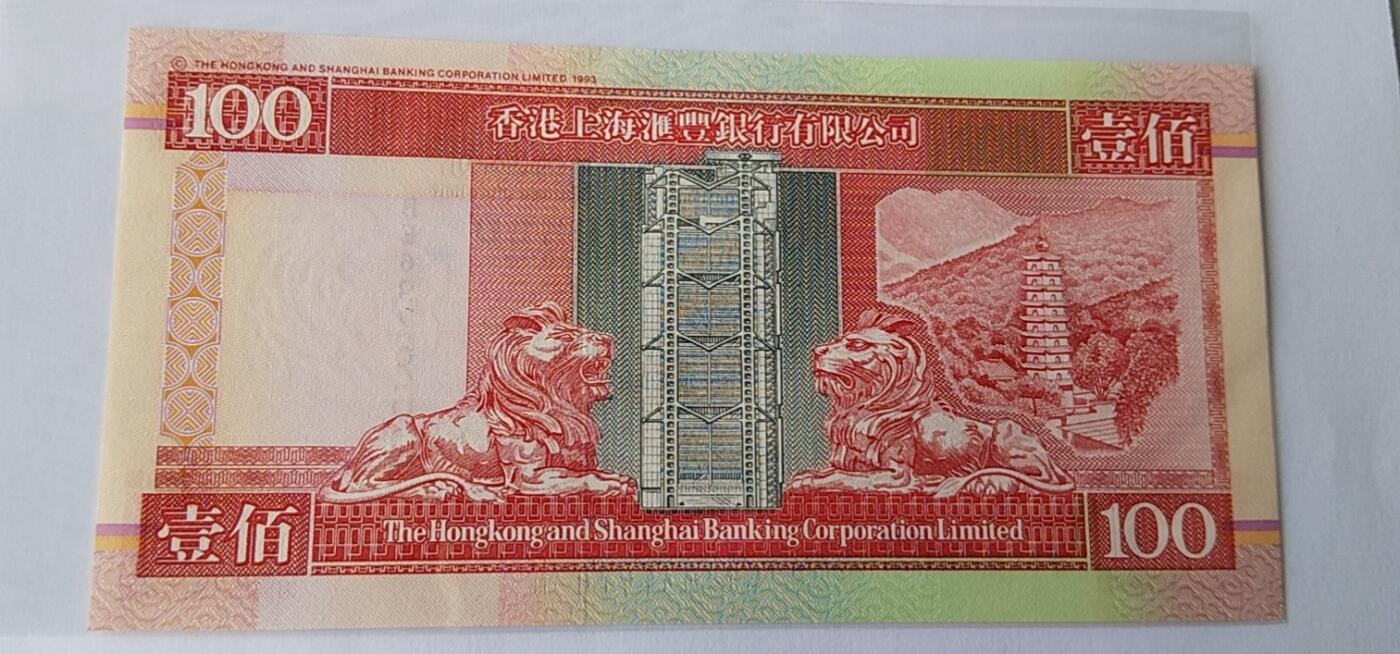 © THE HONGKONG AND SHANGHAI BANKING CORPORATION LIMITED 1993
100
香港上海滙豐銀行有限公司
壹佰
壹佰
The Hongkong and Shanghai Banking Corporation Limited
100